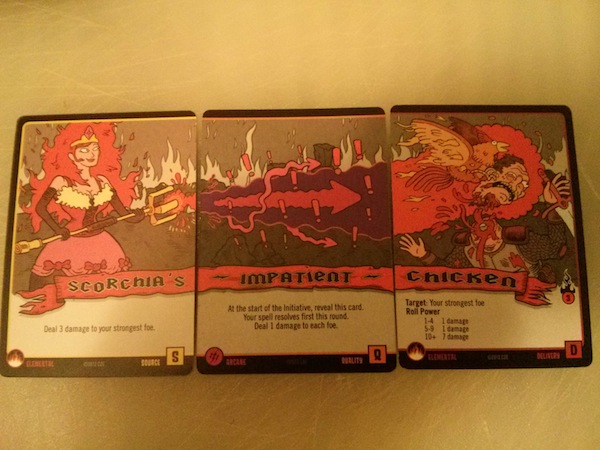 SCORCHIA'S
Deal 3 damage to your strongest foe.
ELEMENTAL
SOURCE
S
IMPATIENT
At the start of the Initiative, reveal this card.
Your spell resolves first this round.
Deal 1 damage to each foe.
ARCANE
QUALITY
Q
CHICKEN
3
Target: Your strongest foe
Roll Power
1-4 1 damage
5-9 1 damage
10+ 7 damage
ELEMENTAL
DELIVERY
D